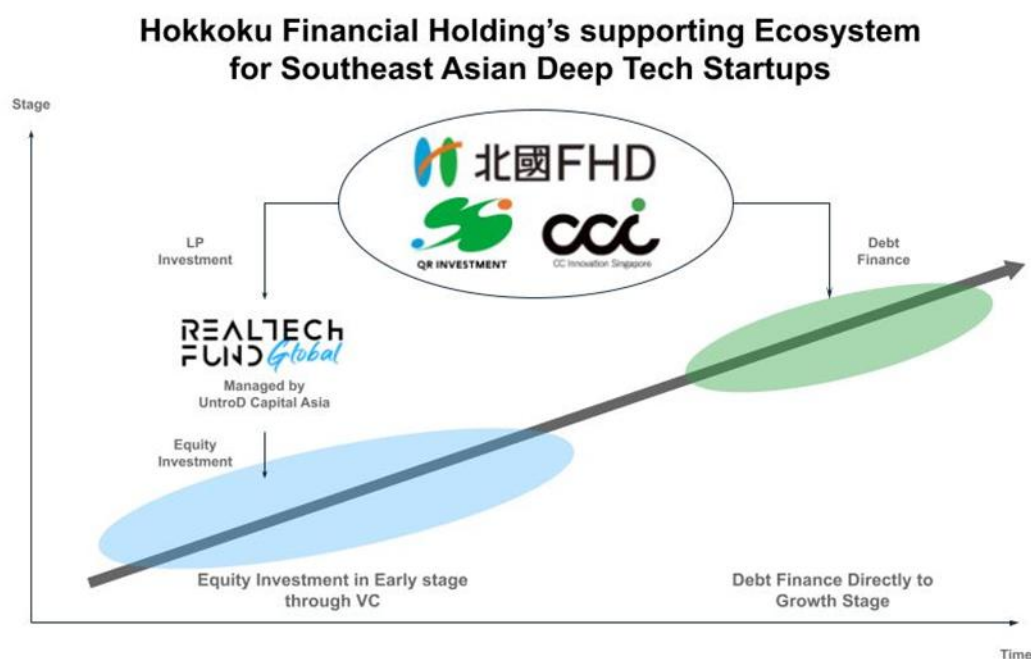 Hokkoku Financial Holding's supporting Ecosystem
for Southeast Asian Deep Tech Startups
Stage
北國FHD
QR INVESTMENT
CCI
CC Innovation Singapore
LP
Investment
Debt
Finance
REALTECH
FUND Global
Managed by
UntroD Capital Asia
Equity
Investment
Equity Investment in Early stage
through VC
Debt Finance Directly to
Growth Stage
Time